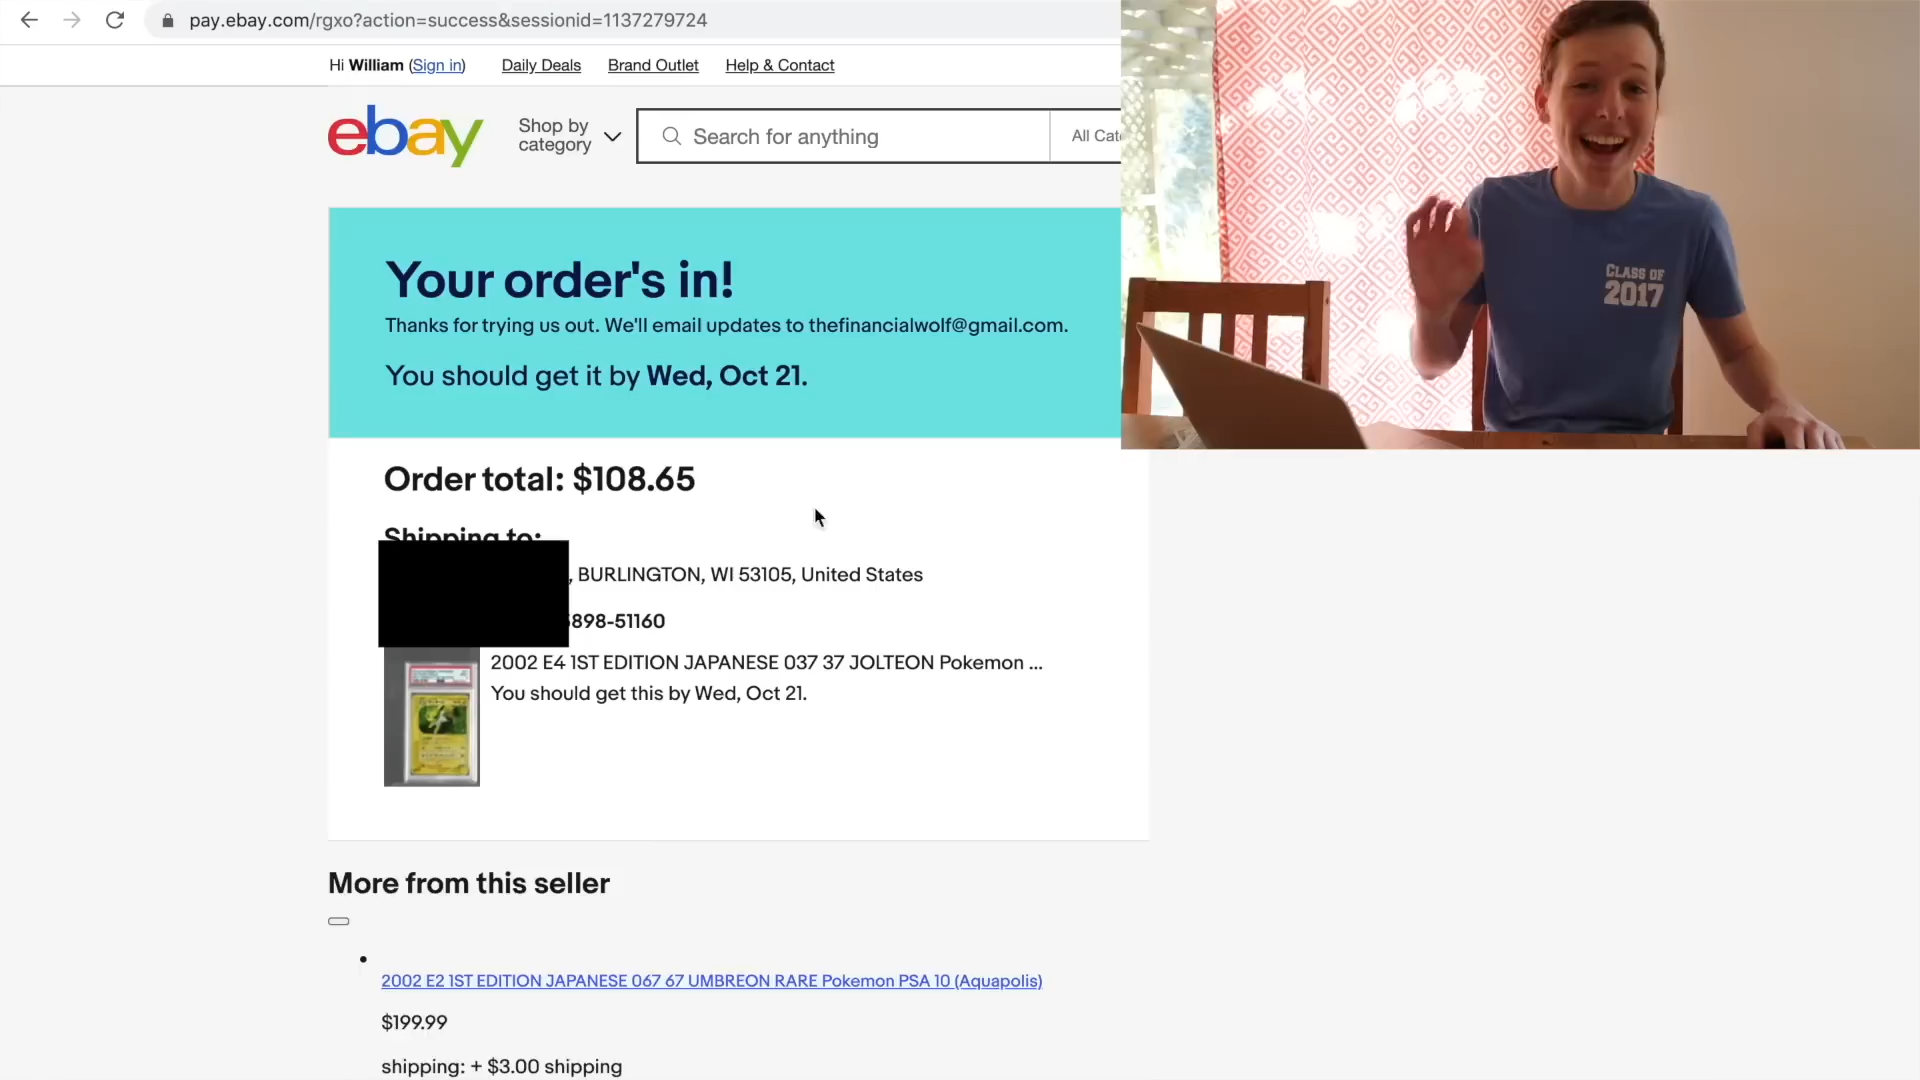 pay.ebay.com/rgxo?action=success&sessionid=1137279724
Hi William (Sign in) Daily Deals Brand Outlet Help & Contact
ebay
Shop by
category
Search for anything
All Cat
Your order's in!
Thanks for trying us out. We'll email updates to thefinancialwolf@gmail.com.
You should get it by Wed, Oct 21.
Order total: $108.65
Shipping to:
, BURLINGTON, WI 53105, United States
898-51160
2002 E4 1ST EDITION JAPANESE 037 37 JOLTEON Pokemon ...
You should get this by Wed, Oct 21.
More from this seller
2002 E2 1ST EDITION JAPANESE 067 67 UMBREON RARE Pokemon PSA 10 (Aquapolis)
$199.99
shipping: + $3.00 shipping
CLASS OF
2017